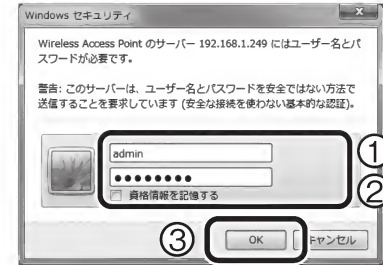 Windows セキュリティ
Wireless Access Point のサーバー 192.168.1.249 にはユーザー名とパ
スワードが必要です。
警告: このサーバーは、ユーザー名とパスワードを安全ではない方法で
送信することを要求しています (安全な接続を使わない基本的な認証)。
admin
●●●●●●●●
資格情報を記憶する
①
②
③
OK
キャンセル